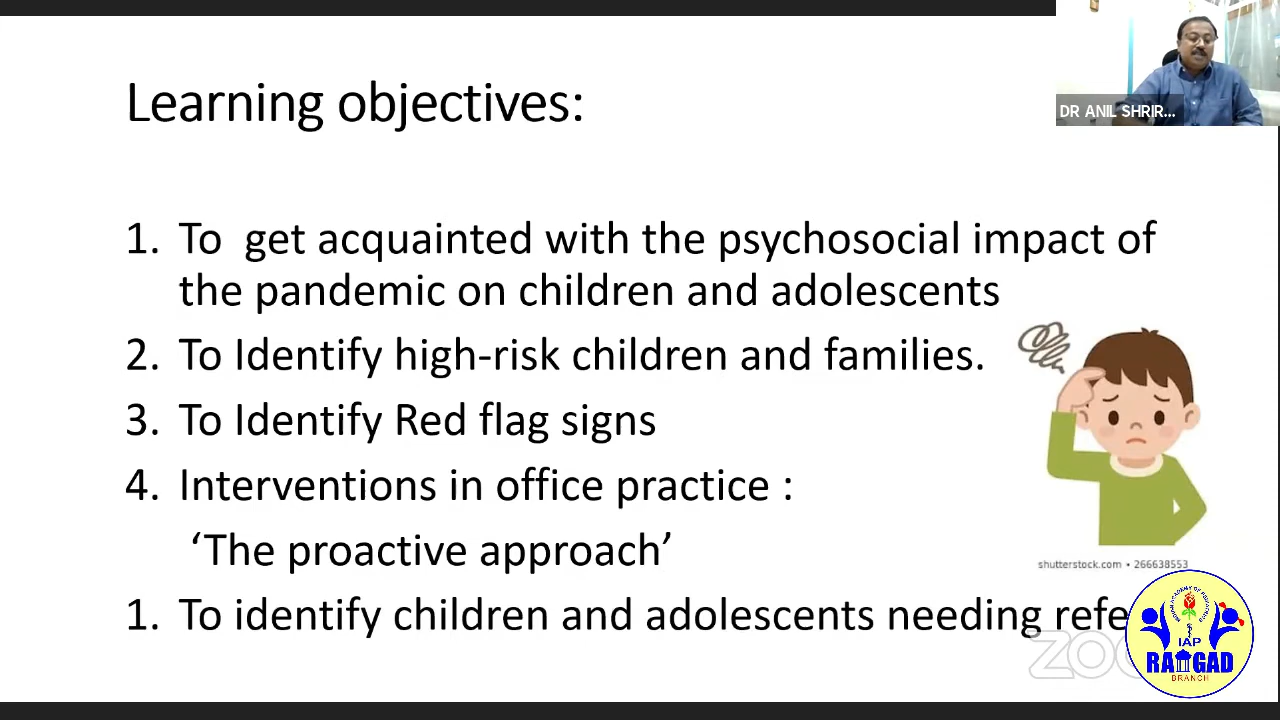 Learning objectives:
DR ANIL SHRIR...
1. To get acquainted with the psychosocial impact of
the pandemic on children and adolescents
2. To Identify high-risk children and families.
3. To Identify Red flag signs
4. Interventions in office practice :
‘The proactive approach’
shutterstock.com • 266638553
1. To identify children and adolescents needing refe
ZO
IAP
RAIGAD
BRANCH